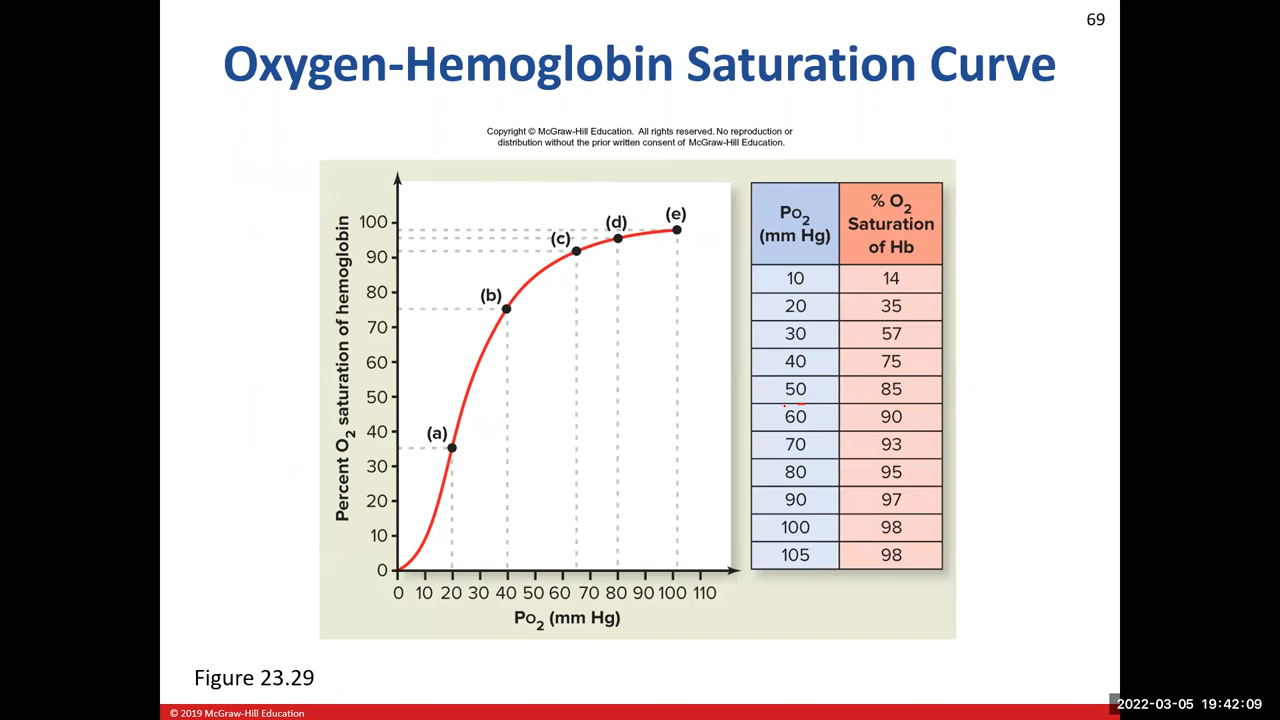 69
Oxygen-Hemoglobin Saturation Curve
Copyright © McGraw-Hill Education. All rights reserved. No reproduction or
distribution without the prior written consent of McGraw-Hill Education.
Percent O2 saturation of hemoglobin
100
90
80
70
60
50
40
30
20
10
0
(a)
(b)
(c)
(d)
(e)
0 10 20 30 40 50 60 70 80 90 100 110
PO2 (mm Hg)
PO2 (mm Hg) % O2 Saturation of Hb
10 14
20 35
30 57
40 75
50 85
60 90
70 93
80 95
90 97
100 98
105 98
Figure 23.29
© 2019 McGraw-Hill Education
2022-03-05 19:42:09